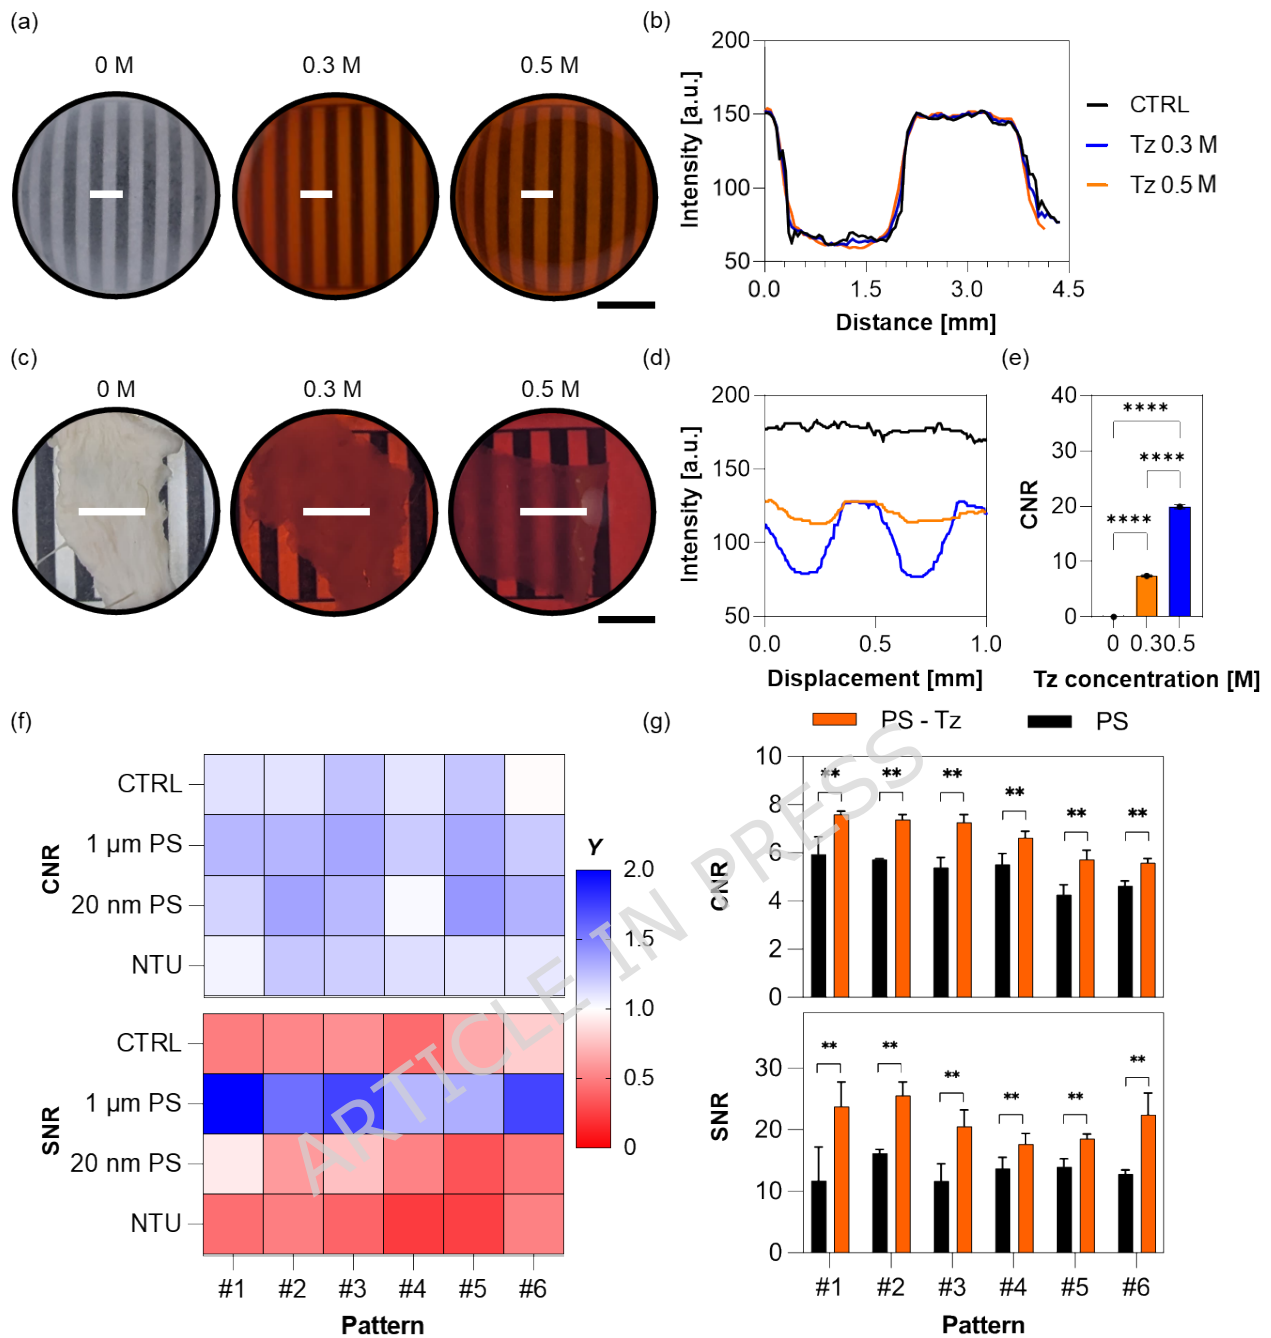 (a)
0 M
0.3 M
0.5 M
(b)
200
150
100
50
Intensity [a.u.]
0.0
1.5
3.0
4.5
Distance [mm]
CTRL
Tz 0.3 M
Tz 0.5 M
(c)
0 M
0.3 M
0.5 M
(d)
200
150
100
50
Intensity [a.u.]
0.0
0.5
1.0
Displacement [mm]
(e)
40
30
20
10
0
CNR
****
****
****
0
0.3
0.5
Tz concentration [M]
(f)
CNR
CTRL
1 µm PS
20 nm PS
NTU
SNR
CTRL
1 µm PS
20 nm PS
NTU
#1
#2
#3
#4
#5
#6
Pattern
Y
2.0
1.5
1.0
0.5
0
(g)
PS - Tz
PS
10
8
6
4
2
0
CNR
**
**
**
**
**
**
30
20
10
0
SNR
**
**
**
**
**
**
#1
#2
#3
#4
#5
#6
Pattern
ARTICLE IN PRESS